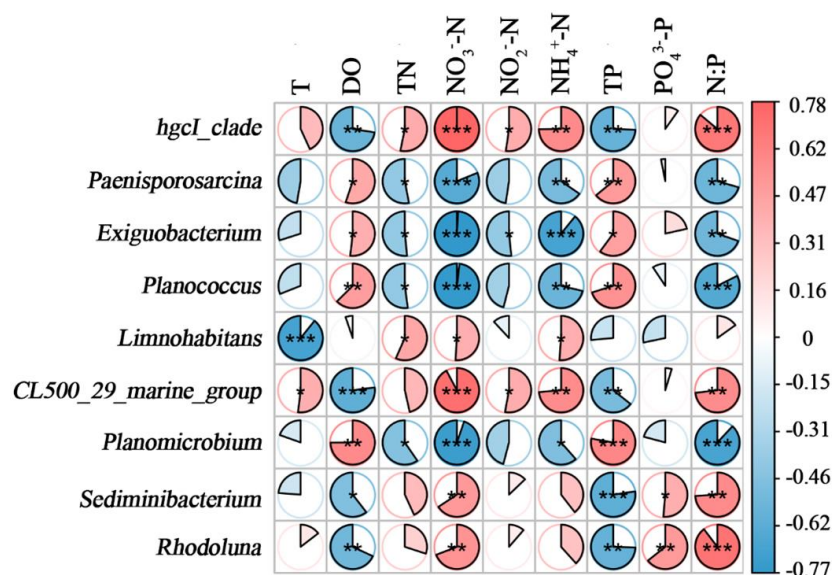 T DO TN NO₃⁻-N NO₂⁻-N NH₄⁺-N TP PO₄³⁻-P N:P
hgcI_clade ** * *** * ** ** ***
Paenisporosarcina * * *** ** ** **
Exiguobacterium * * *** * *** * **
Planococcus ** * *** ** ** ***
Limnohabitans *** * * *
CL500_29_marine_group * *** *** * ** ** **
Planomicrobium ** * *** * *** ***
Sediminibacterium * ** *** * **
Rhodoluna ** ** ** ** ***
0.78
0.62
0.47
0.31
0.16
0
-0.15
-0.31
-0.46
-0.62
-0.77